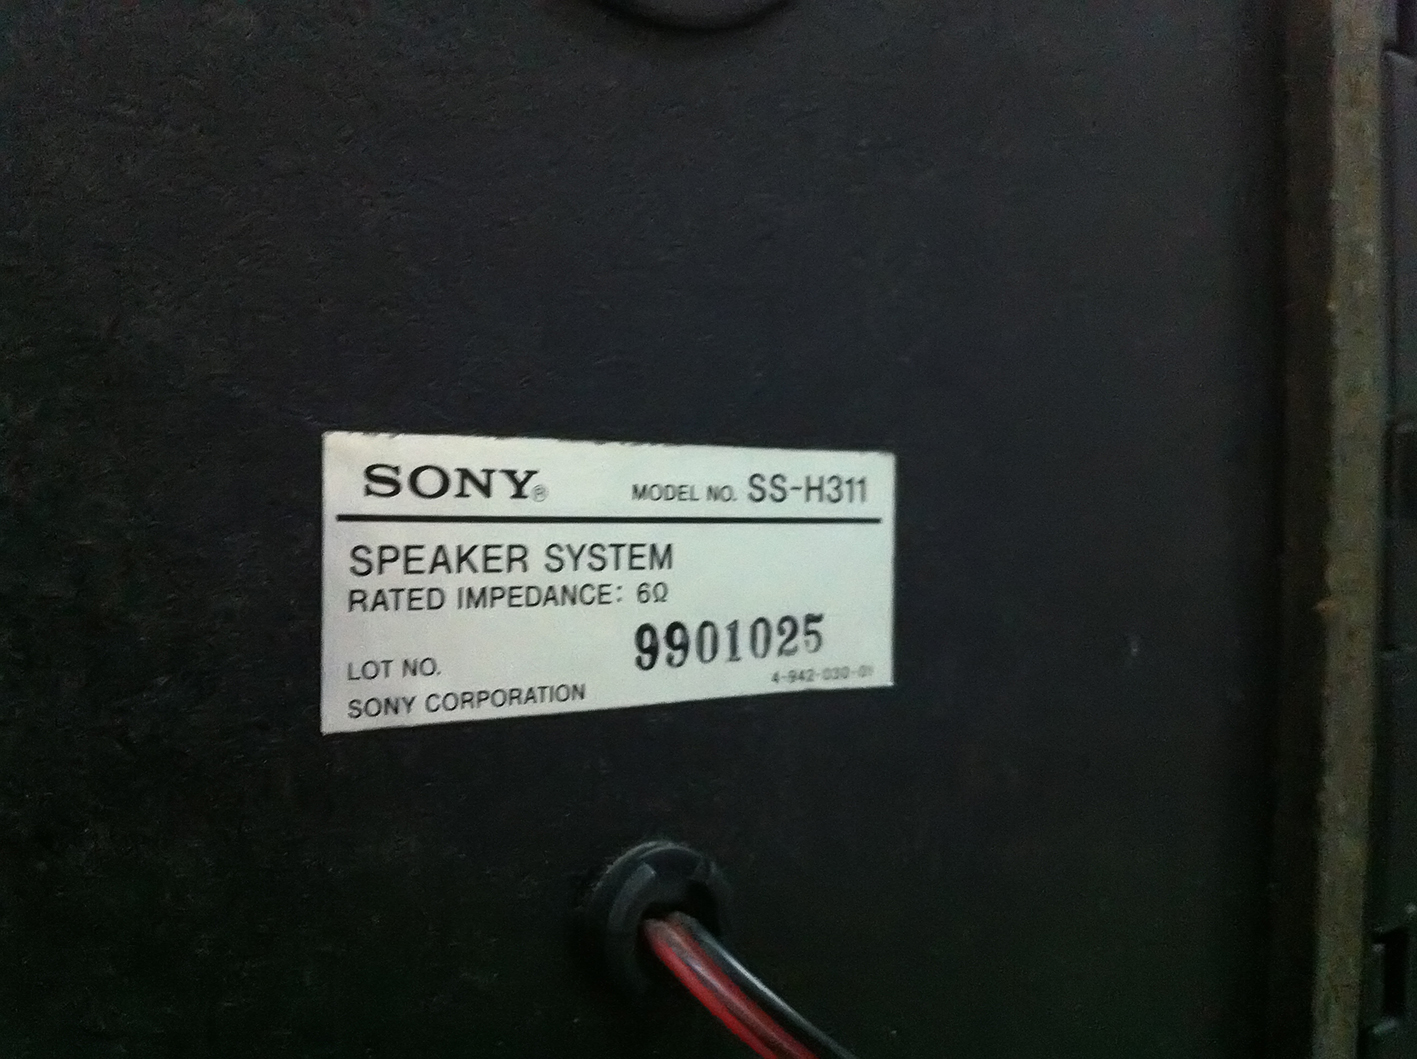 SONY® MODEL NO. SS-H311
SPEAKER SYSTEM
RATED IMPEDANCE: 6Ω
9901025
LOT NO.
4-942-030-01
SONY CORPORATION